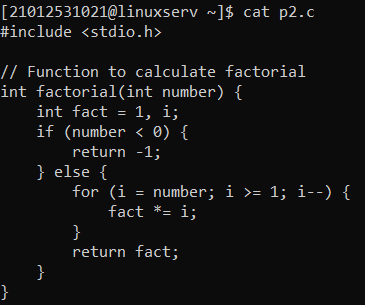 [21012531021@linuxserv ~]$ cat p2.c
#include <stdio.h>

// Function to calculate factorial
int factorial(int number) {
    int fact = 1, i;
    if (number < 0) {
        return -1;
    } else {
        for (i = number; i >= 1; i--) {
            fact *= i;
        }
        return fact;
    }
}